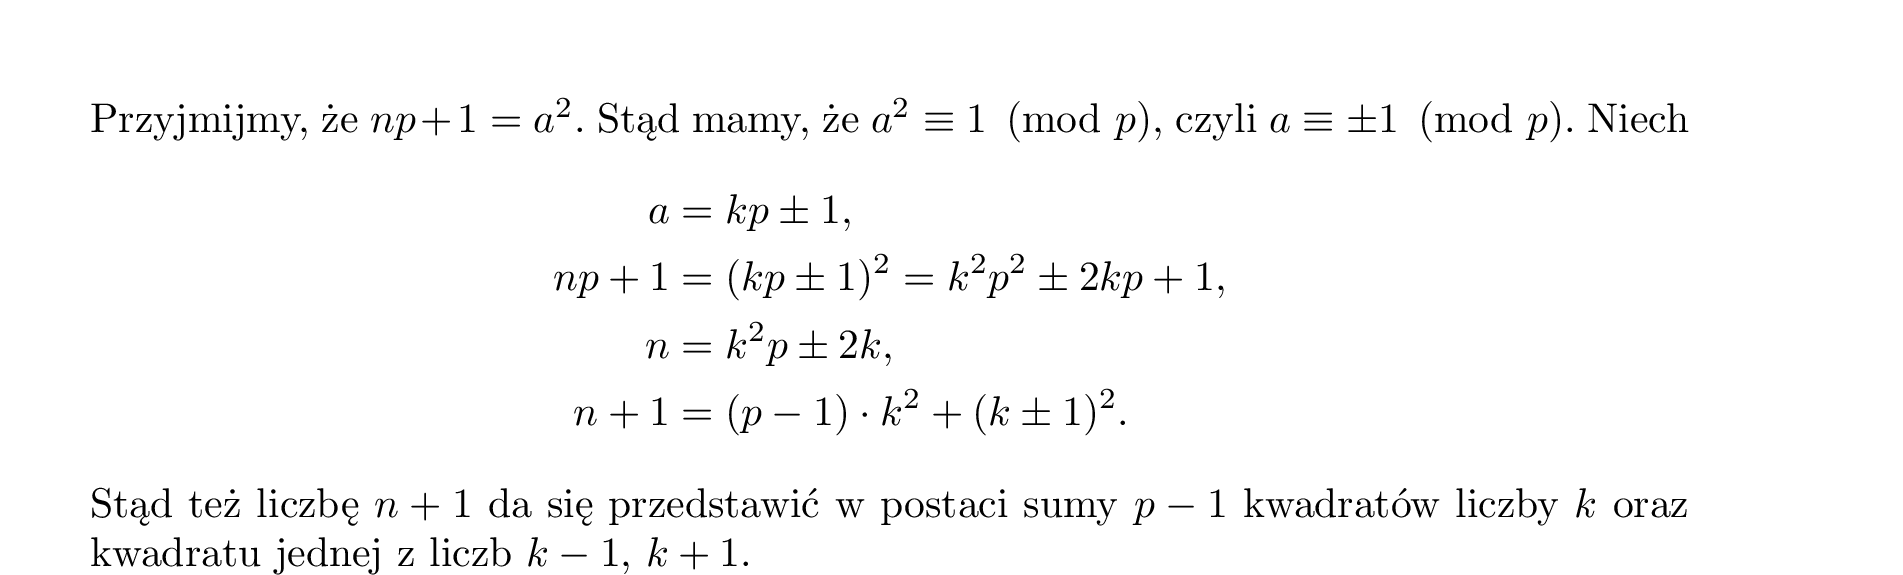 Przyjmijmy, że np + 1 = a². Stąd mamy, że a² ≡ 1 (mod p), czyli a ≡ ±1 (mod p). Niech
a = kp ± 1,
np + 1 = (kp ± 1)² = k²p² ± 2kp + 1,
n = k²p ± 2k,
n + 1 = (p − 1) · k² + (k ± 1)².
Stąd też liczbę n + 1 da się przedstawić w postaci sumy p − 1 kwadratów liczby k oraz
kwadratu jednej z liczb k − 1, k + 1.